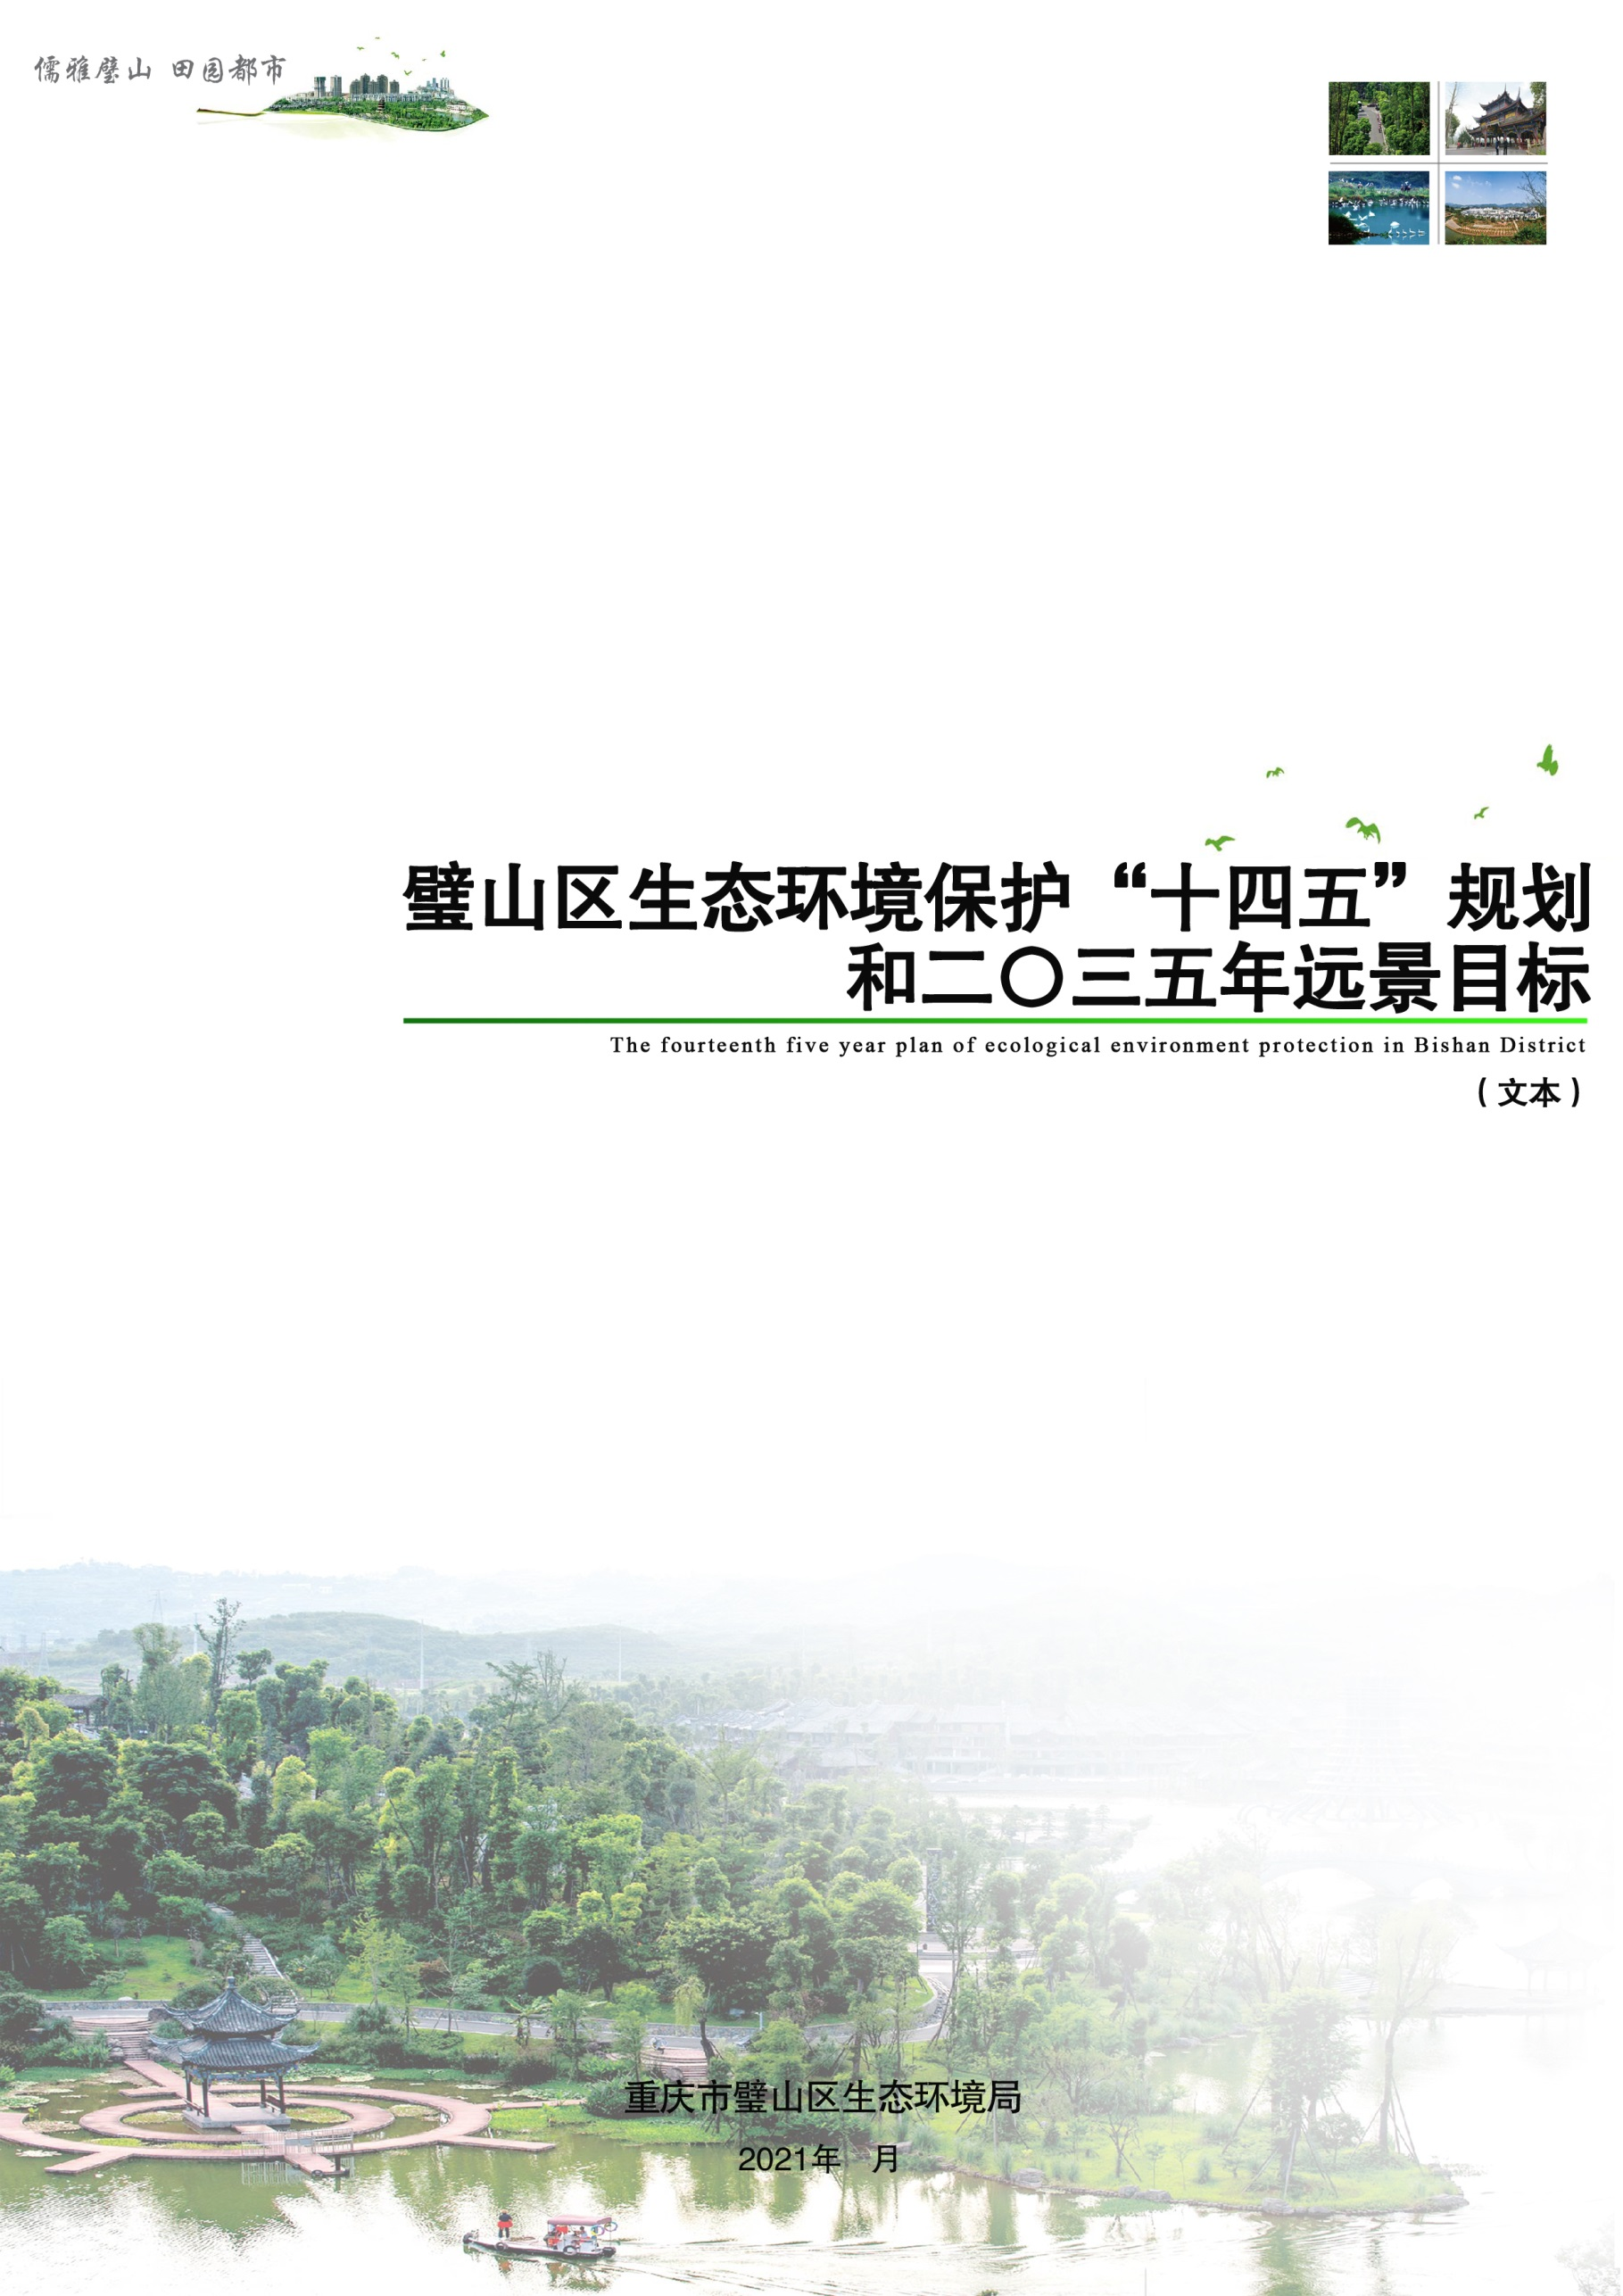 儒雅璧山 田园都市
璧山区生态环境保护“十四五”规划
和二〇三五年远景目标
The fourteenth five year plan of ecological environment protection in Bishan District
（文本）
重庆市璧山区生态环境局
2021年 月